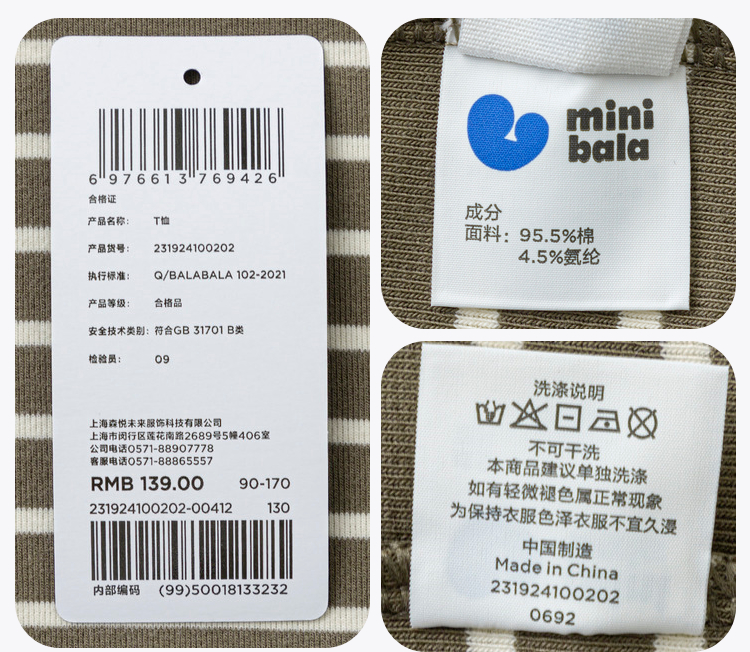 6 976613 769426
合格证
产品名称: T恤
产品货号: 231924100202
执行标准: Q/BALABALA 102-2021
产品等级: 合格品
安全技术类别: 符合GB 31701 B类
检验员: 09
上海森悦未来服饰科技有限公司
上海市闵行区莲花南路2689号5幢406室
公司电话0571-88907778
客服电话0571-88865557
RMB 139.00 90-170
231924100202-00412 130
内部编码 (99)50018133232
mini
bala
成分
面料: 95.5%棉
4.5%氨纶
洗涤说明
不可干洗
本商品建议单独洗涤
如有轻微褪色属正常现象
为保持衣服色泽衣服不宜久浸
中国制造
Made in China
231924100202
0692